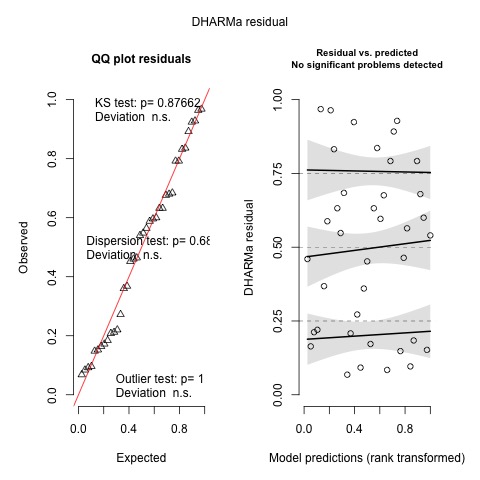 DHARMa residual
QQ plot residuals
KS test: p= 0.87662
Deviation n.s.
Dispersion test: p= 0.68
Deviation n.s.
Outlier test: p= 1
Deviation n.s.
Observed
0.0 0.2 0.4 0.6 0.8 1.0
0.0 0.4 0.8
Expected
Residual vs. predicted
No significant problems detected
DHARMa residual
0.00 0.25 0.50 0.75 1.00
0.0 0.4 0.8
Model predictions (rank transformed)